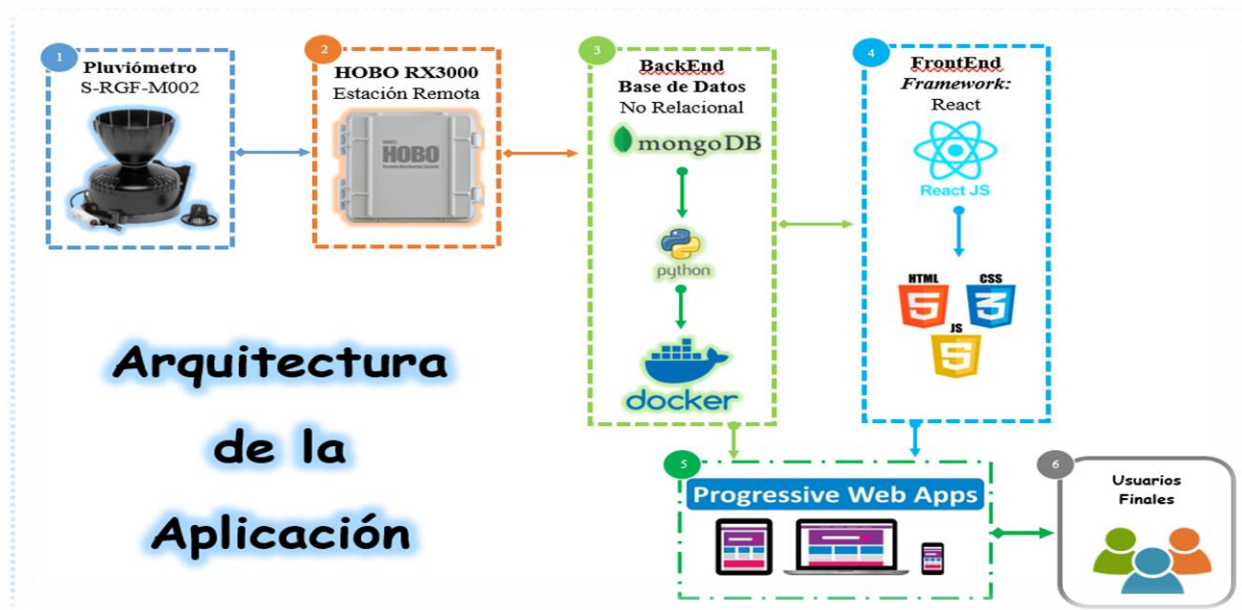 1
Pluviómetro
S-RGF-M002
2
HOBO RX3000
Estación Remota
HOBO
3
BackEnd
Base de Datos
No Relacional
mongoDB
python
docker
4
FrontEnd
Framework:
React
React JS
HTML
CSS
JS
Arquitectura
de la
Aplicación
5
Progressive Web Apps
6
Usuarios
Finales